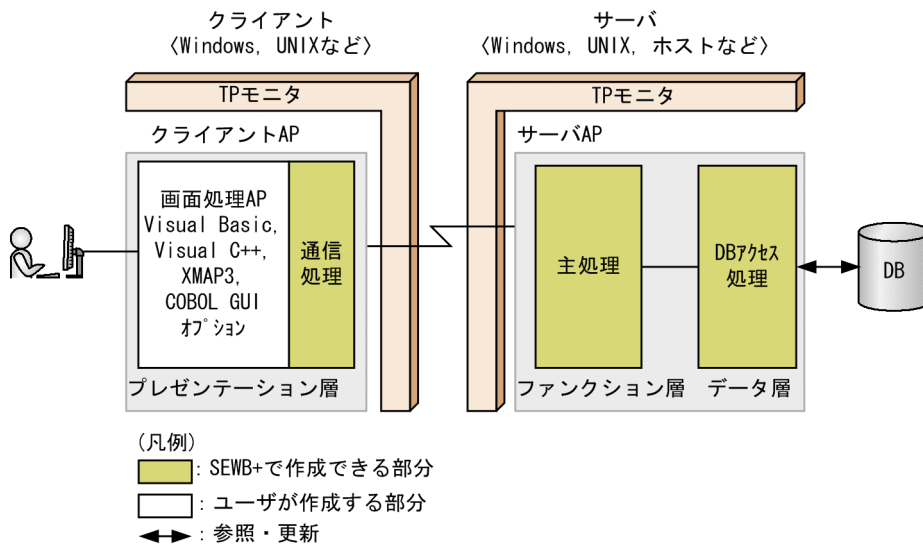 クライアント
〈Windows, UNIXなど〉
サーバ
〈Windows, UNIX, ホストなど〉
TPモニタ
TPモニタ
クライアントAP
サーバAP
画面処理AP
Visual Basic,
Visual C++,
XMAP3,
COBOL GUI
オプション
通信
処理
主処理
DBアクセス
処理
DB
プレゼンテーション層
ファンクション層
データ層
(凡例)
: SEWB+で作成できる部分
: ユーザが作成する部分
: 参照・更新